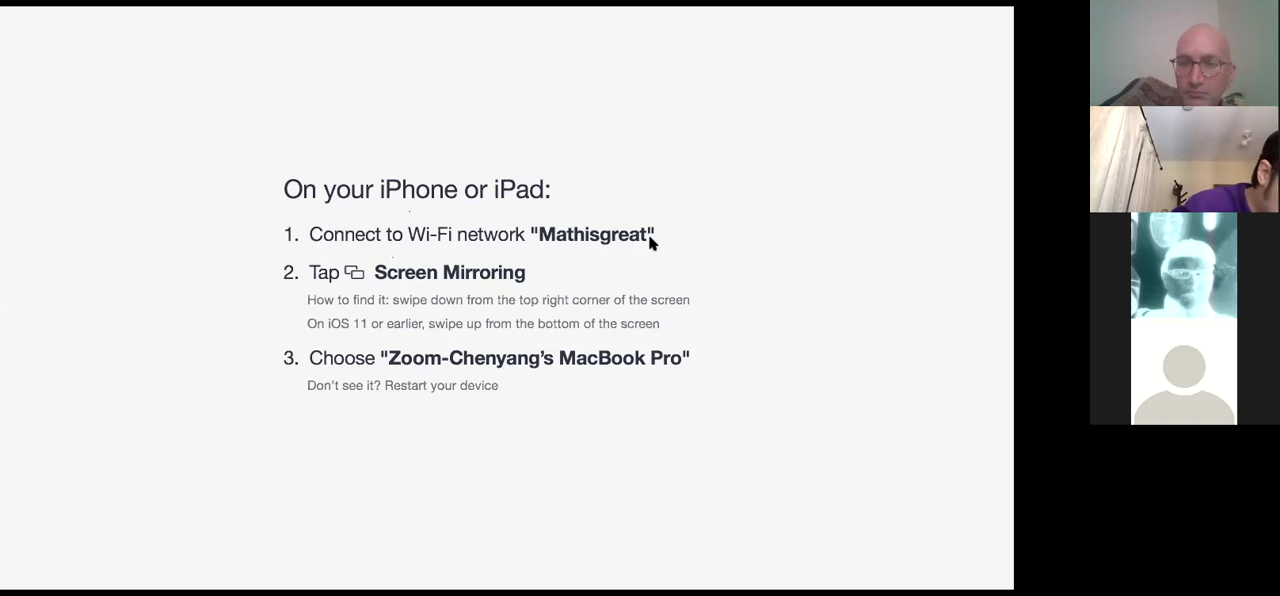 On your iPhone or iPad:
1. Connect to Wi-Fi network "Mathisgreat"
2. Tap Screen Mirroring
How to find it: swipe down from the top right corner of the screen
On iOS 11 or earlier, swipe up from the bottom of the screen
3. Choose "Zoom-Chenyang’s MacBook Pro"
Don't see it? Restart your device